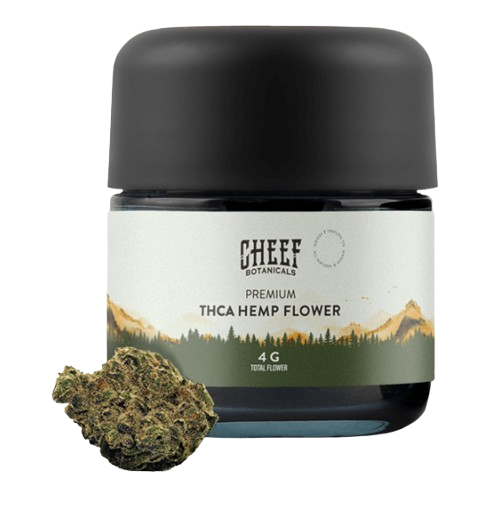 CHEEF
BOTANICALS
PREMIUM
THCA HEMP FLOWER
4 G
TOTAL FLOWER